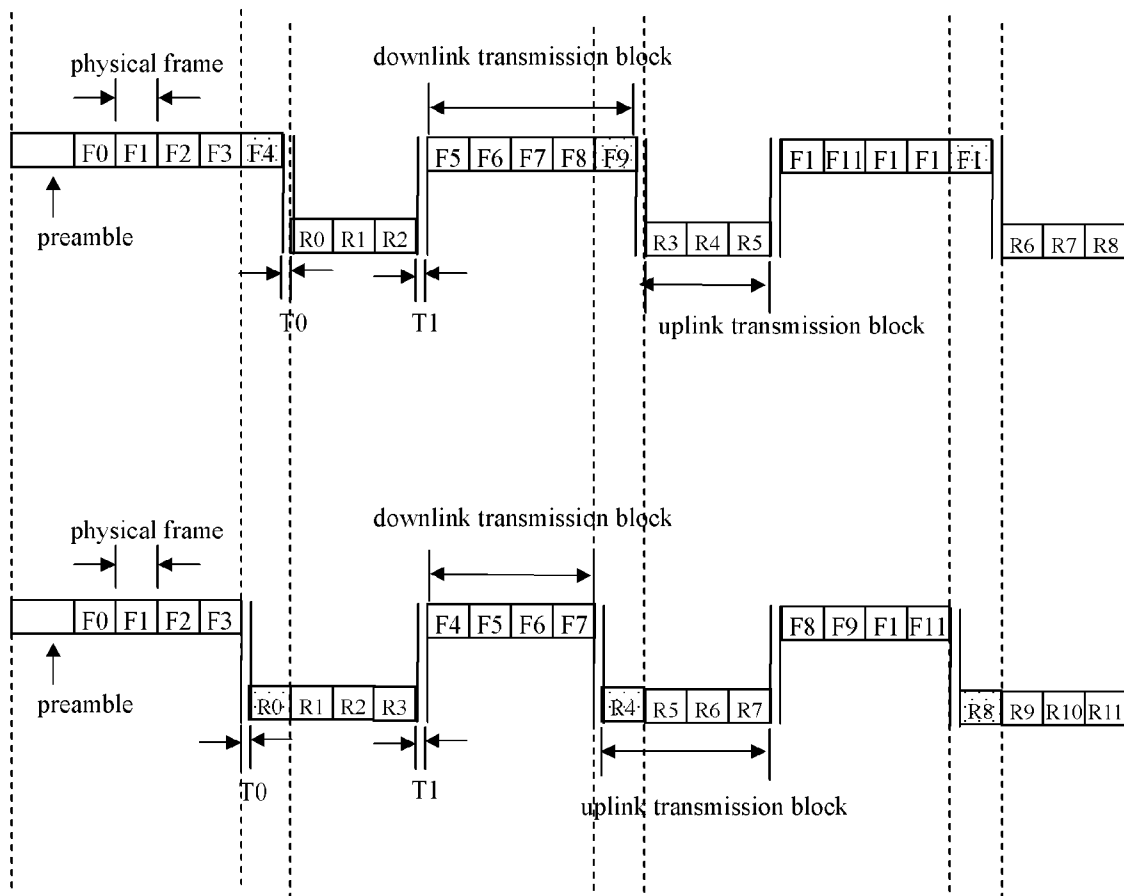 downlink transmission block
physical frame
F0 F1 F2 F3 F4 F5 F6 F7 F8 F9 F1 F11 F1 F1 F1
preamble
R0 R1 R2 R3 R4 R5 R6 R7 R8
T0 T1
uplink transmission block
downlink transmission block
physical frame
F0 F1 F2 F3 F4 F5 F6 F7 F8 F9 F1 F11
preamble
R0 R1 R2 R3 R4 R5 R6 R7 R8 R9 R10 R11
T0 T1
uplink transmission block